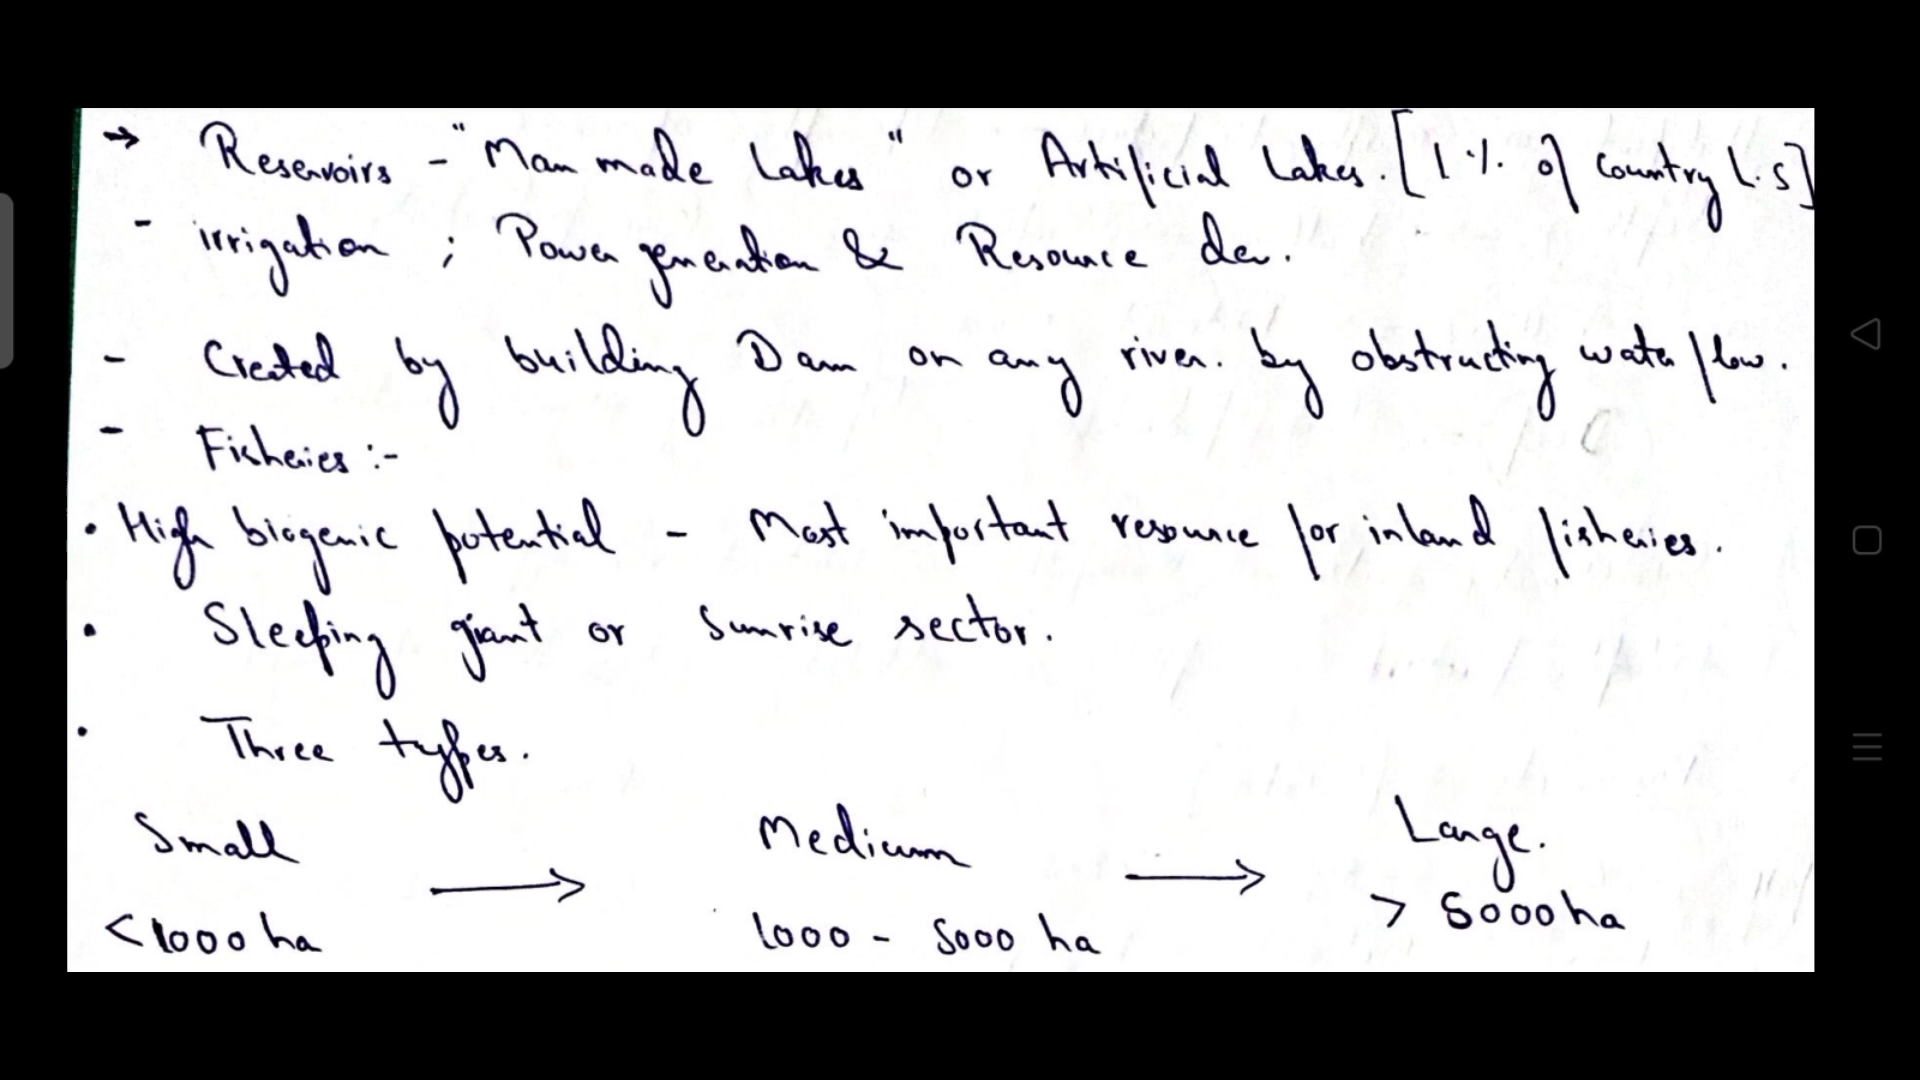 → Reservoirs - "Man made Lakes" or Artificial Lakes. [1 % of Country L.S]
- irrigation ; Power generation & Resource dev.
- Created by building Dam on any river. by obstructing water flow.
- Fisheries :-
• High biogenic potential - Most important resource for inland fisheries.
• Sleeping giant or Sunrise sector.
• Three types.
Small → Medium → Large.
<1000 ha 1000 - 5000 ha > 5000 ha